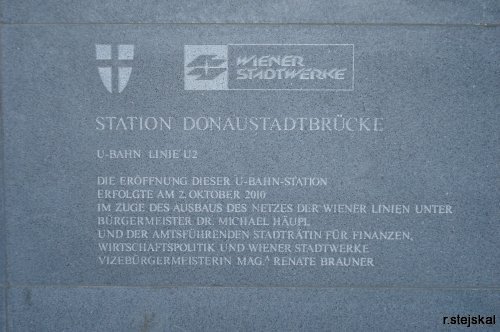 WIENER
STADTWERKE
STATION DONAUSTADTBRÜCKE
U-BAHN LINIE U2
DIE ERÖFFNUNG DIESER U-BAHN-STATION
ERFOLGTE AM 2. OKTOBER 2010
IM ZUGE DES AUSBAUS DES NETZES DER WIENER LINIEN UNTER
BÜRGERMEISTER DR. MICHAEL HÄUPL
UND DER AMTSFÜHRENDEN STADTRÄTIN FÜR FINANZEN,
WIRTSCHAFTSPOLITIK UND WIENER STADTWERKE
VIZEBÜRGERMEISTERIN MAG.ᴬ RENATE BRAUNER
r.stejskal